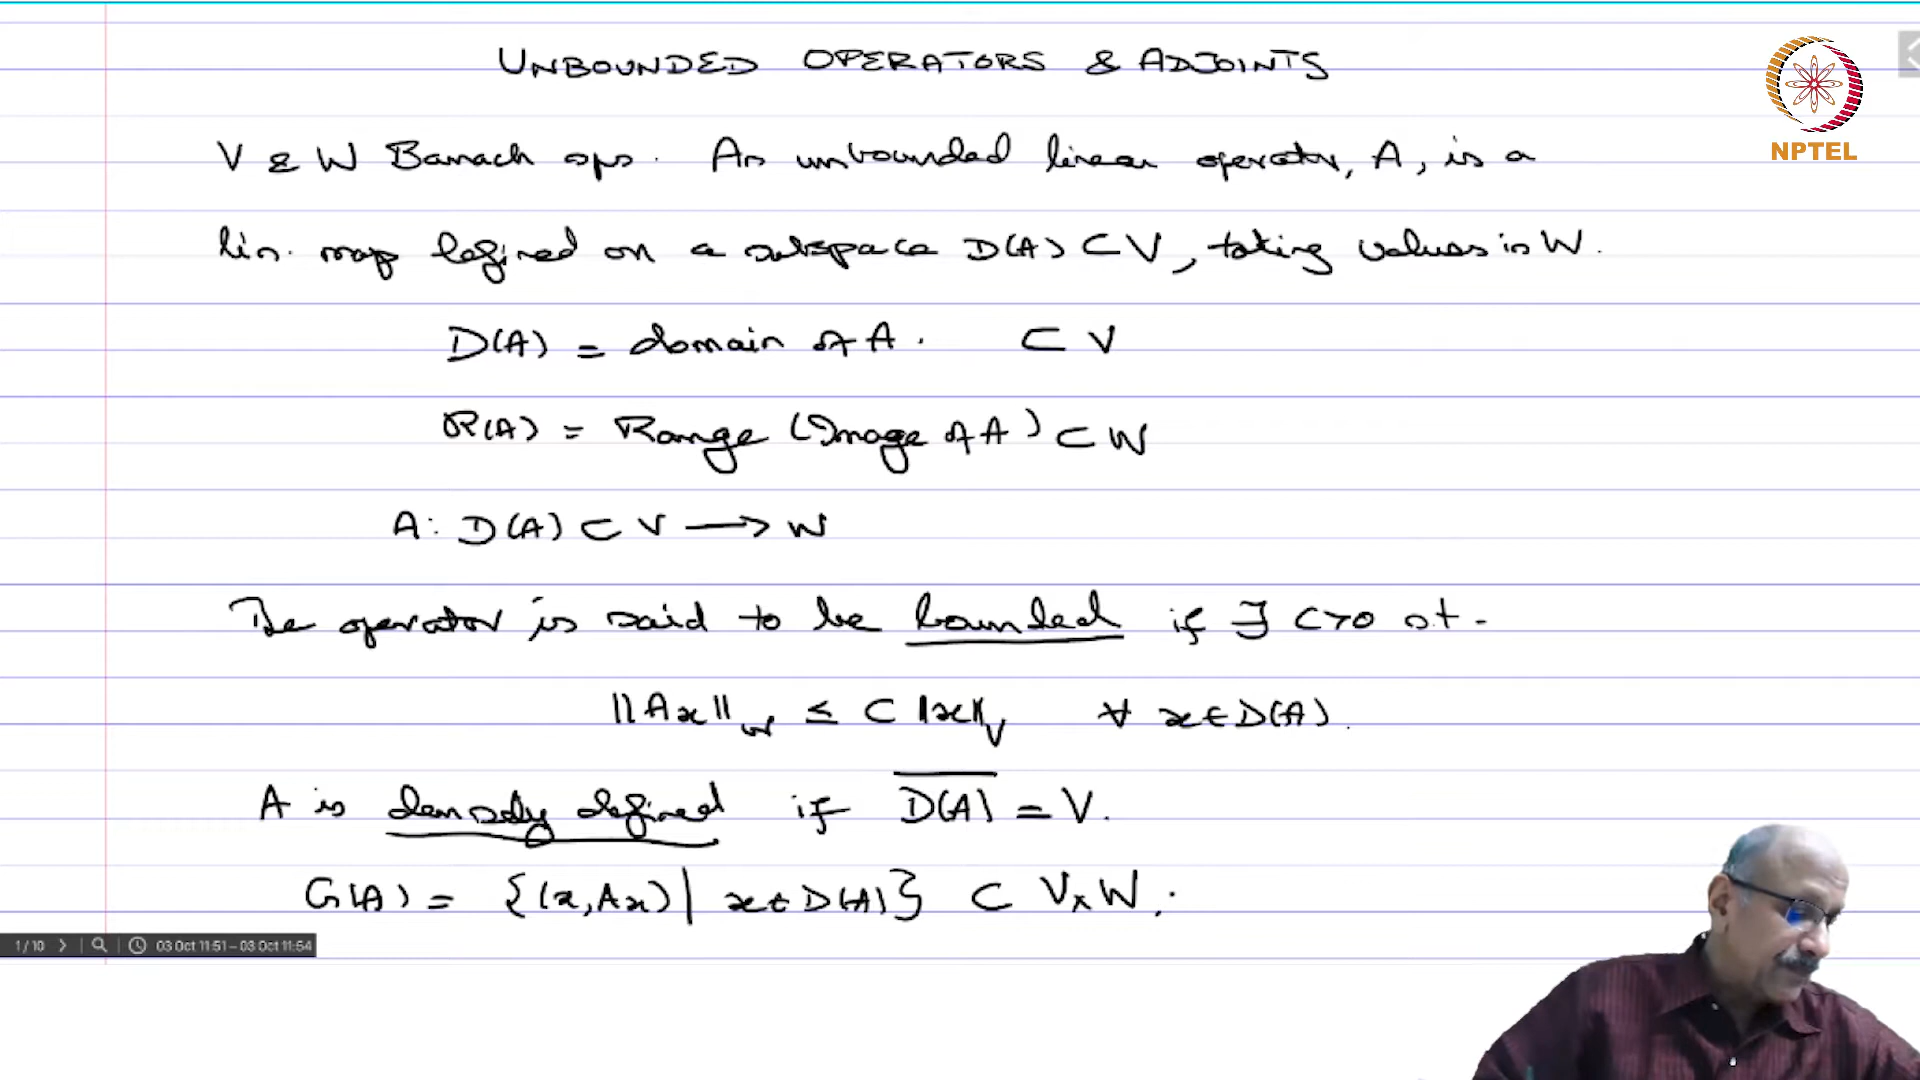 UNBOUNDED OPERATORS & ADJOINTS
NPTEL
V & W Banach sps. An unbounded linear operator, A, is a
lin. map defined on a subspace D(A) ⊂ V, taking values in W.
D(A) = domain of A. ⊂ V
R(A) = Range (Image of A) ⊂ W
A: D(A) ⊂ V → W
The operator is said to be bounded if ∃ C>0 s.t.
||Ax||_W ≤ C ||x||_V ∀ x ∈ D(A).
A is densely defined if \overline{D(A)} = V.
G(A) = {(x, Ax) | x ∈ D(A)} ⊂ V × W.
1/10 03 Oct 11:51 – 03 Oct 11:54